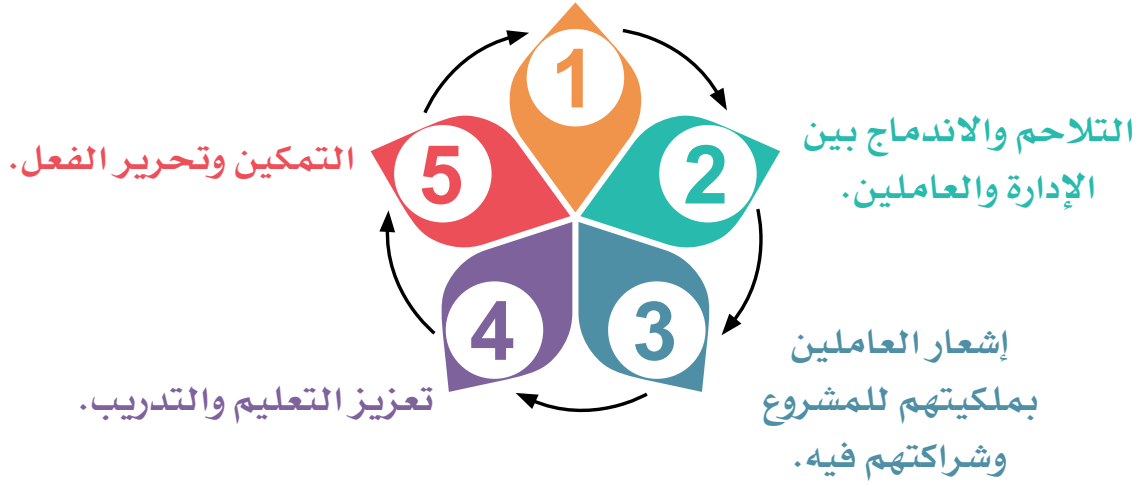 1
2
التلاحم والاندماج بين
الإدارة والعاملين.
3
إشعار العاملين
بملكيتهم للمشروع
وشراكتهم فيه.
4
تعزيز التعليم والتدريب.
5
التمكين وتحرير الفعل.